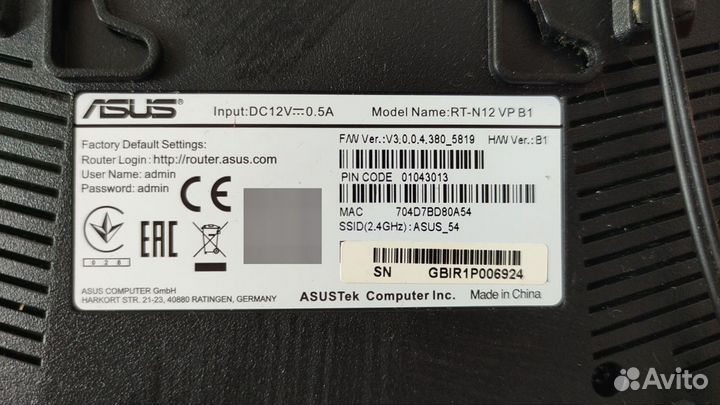 ASUS Input:DC12V⎓0.5A Model Name:RT-N12 VP B1
Factory Default Settings:
Router Login: http://router.asus.com
User Name: admin
Password: admin
F/W Ver.:V3,0,0,4,380_5819 H/W Ver.:B1
PIN CODE 01043013
MAC 704D7BD80A54
SSID(2.4GHz):ASUS_54
CE
EAC
028
SN GBIR1P006924
ASUS COMPUTER GmbH
HARKORT STR. 21-23, 40880 RATINGEN, GERMANY
ASUSTek Computer Inc. Made in China
Avito